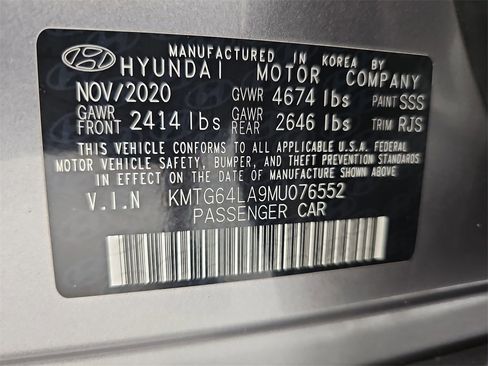 MANUFACTURED IN KOREA BY
HYUNDAI MOTOR COMPANY
NOV/2020 GVWR 4674 lbs PAINT SSS
GAWR FRONT 2414 lbs GAWR REAR 2646 lbs TRIM RJS
THIS VEHICLE CONFORMS TO ALL APPLICABLE U.S.A. FEDERAL
MOTOR VEHICLE SAFETY, BUMPER, AND THEFT PREVENTION STANDARDS
IN EFFECT ON THE DATE OF MANUFACTURE SHOWN ABOVE
V.I.N KMTG64LA9MU076552
PASSENGER CAR